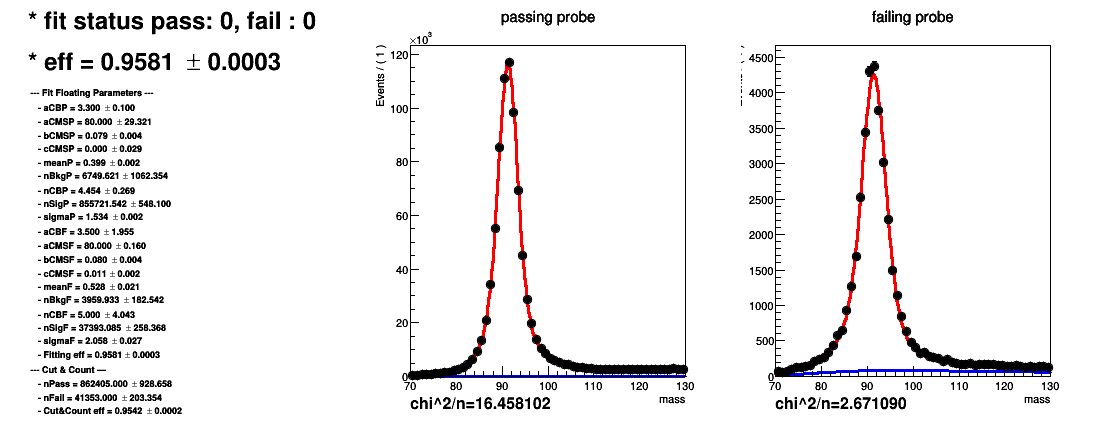 * fit status pass: 0, fail : 0
* eff = 0.9581 ± 0.0003
--- Fit Floating Parameters ---
- aCBP = 3.300 ± 0.100
- aCMSP = 80.000 ± 29.321
- bCMSP = 0.079 ± 0.004
- cCMSP = 0.000 ± 0.029
- meanP = 0.399 ± 0.002
- nBkgP = 6749.621 ± 1062.354
- nCBP = 4.454 ± 0.269
- nSigP = 855721.542 ± 548.100
- sigmaP = 1.534 ± 0.002
- aCBF = 3.500 ± 1.955
- aCMSF = 80.000 ± 0.160
- bCMSF = 0.080 ± 0.004
- cCMSF = 0.011 ± 0.002
- meanF = 0.528 ± 0.021
- nBkgF = 3959.933 ± 182.542
- nCBF = 5.000 ± 4.043
- nSigF = 37393.085 ± 258.368
- sigmaF = 2.058 ± 0.027
- Fitting eff = 0.9581 ± 0.0003
--- Cut & Count ---
- nPass = 862405.000 ± 928.658
- nFail = 41353.000 ± 203.354
- Cut&Count eff = 0.9542 ± 0.0002
passing probe
×10³
Events / ( 1 )
120
100
80
60
40
20
0
70 80 90 100 110 120 130
mass
chi^2/n=16.458102
failing probe
4500
4000
3500
3000
2500
2000
1500
1000
500
0
70 80 90 100 110 120 130
mass
chi^2/n=2.671090